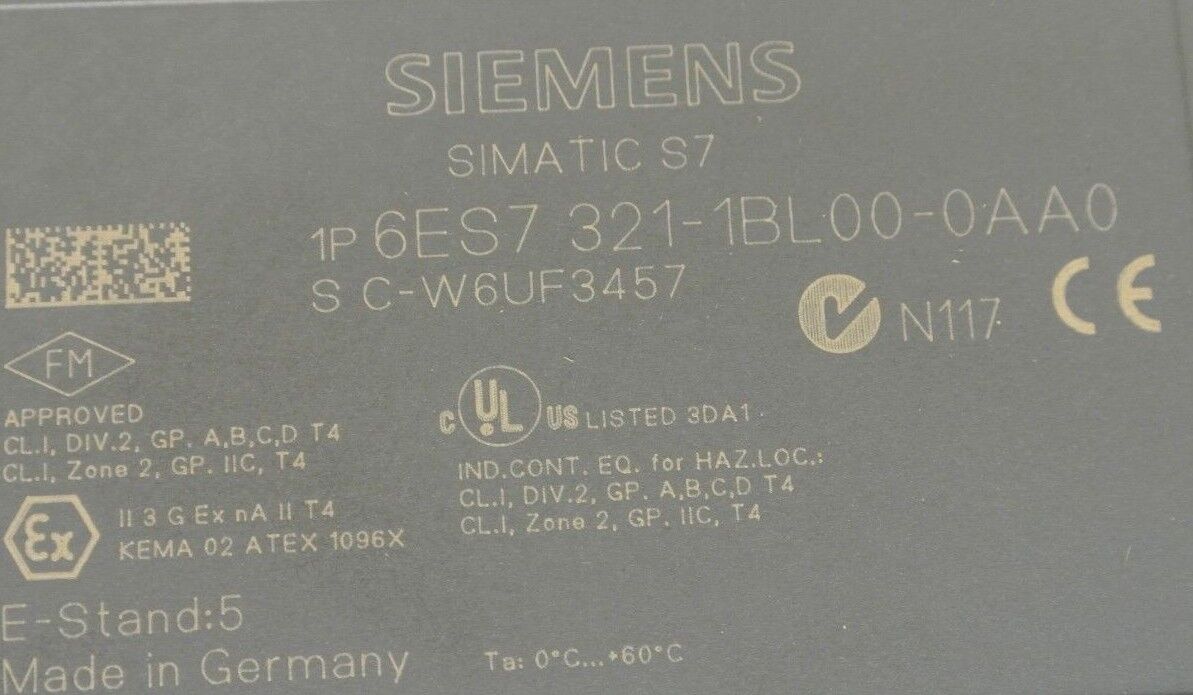 SIEMENS
SIMATIC S7
1P 6ES7 321-1BL00-0AA0
S C-W6UF3457
N117
CE
FM
APPROVED
CL.I, DIV.2, GP. A,B,C,D T4
CL.I, Zone 2, GP. IIC, T4
c UL US LISTED 3DA1
IND.CONT. EQ. for HAZ.LOC.:
CL.I, DIV.2, GP. A,B,C,D T4
CL.I, Zone 2, GP. IIC, T4
Ex
II 3 G Ex nA II T4
KEMA 02 ATEX 1096X
E-Stand:5
Made in Germany
Ta: 0°C...+60°C